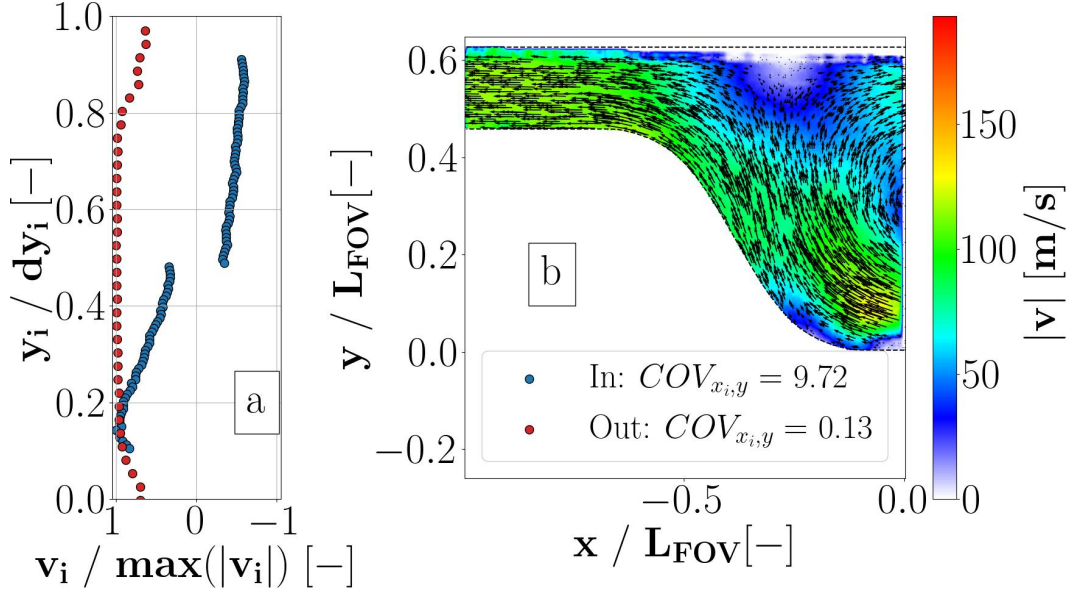 1.0
0.8
0.6
0.4
0.2
0.0
y_i / dy_i [−]
1 0 −1
v_i / max(|v_i|) [−]
a
0.6
0.4
0.2
0.0
−0.2
y / L_FOV[−]
b
In: COV_{x_i,y} = 9.72
Out: COV_{x_i,y} = 0.13
−0.5 0.0
x / L_FOV[−]
150
100
50
0
|v| [m/s]